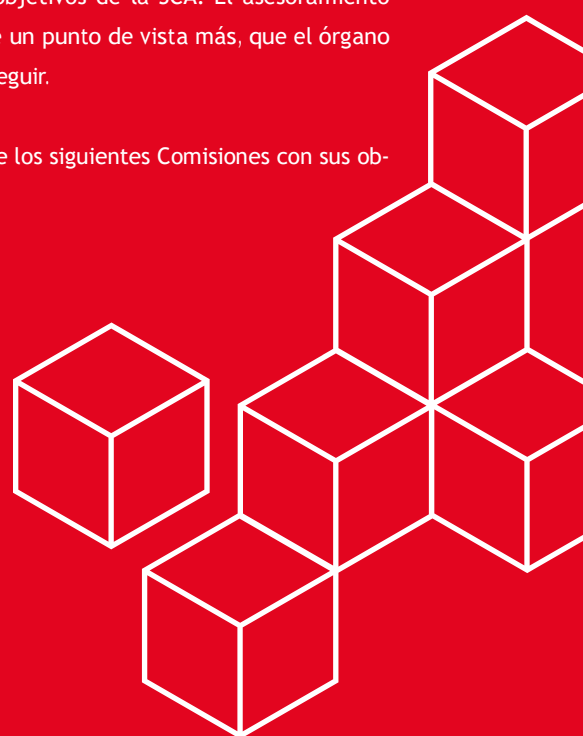 objetivos de la SCA. El asesoramiento
un punto de vista más, que el órgano
eguir.
e los siguientes Comisiones con sus ob-